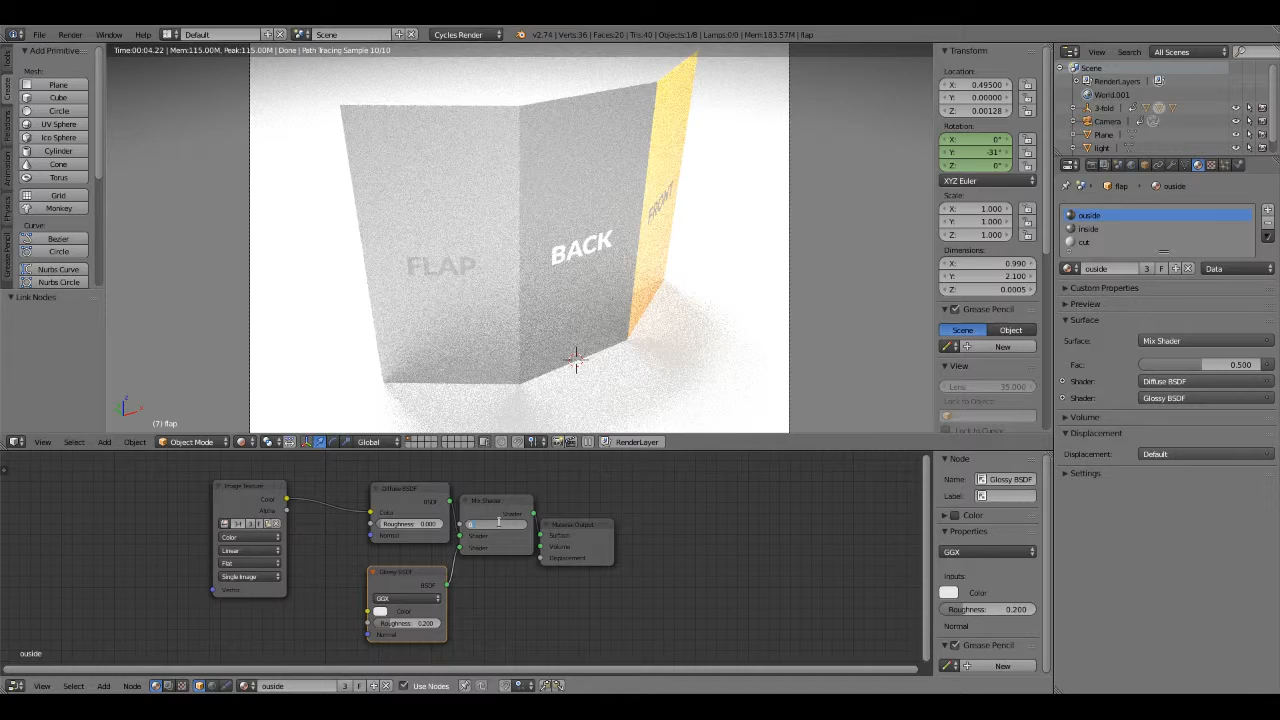 File Render Window Help Default Scene Cycles Render v2.74 | Verts:36 | Faces:20 | Tris:40 | Objects:1/8 | Lamps:0/0 | Mem:183.57M | flap
Time:00:04.22 | Mem:115.00M, Peak:115.00M | Done | Path Tracing Sample 10/10
Tools
Create
Relations
Animation
Physics
Grease Pencil
Add Primitive
Mesh:
Plane
Cube
Circle
UV Sphere
Ico Sphere
Cylinder
Cone
Torus
Grid
Monkey
Curve:
Bezier
Circle
Nurbs Curve
Nurbs Circle
Link Nodes
FLAP
BACK
FRONT
(7) flap
View Select Add Object Object Mode Global RenderLayer
Transform
Location:
X: 0.49500
Y: 0.00000
Z: 0.00128
Rotation:
X: 0°
Y: -31°
Z: 0°
XYZ Euler
Scale:
X: 1.000
Y: 1.000
Z: 1.000
Dimensions:
X: 0.990
Y: 2.100
Z: 0.0005
Grease Pencil
Scene Object
New
View
Lens: 35.000
Lock to Object:
Lock to Cursor
View Search All Scenes
Scene
RenderLayers
World.001
3-fold
Camera
Plane
light
flap ouside
ouside
inside
cut
ouside 3 F Data
Custom Properties
Preview
Surface
Surface: Mix Shader
Fac: 0.500
Shader: Diffuse BSDF
Shader: Glossy BSDF
Volume
Displacement
Displacement: Default
Settings
Image Texture
Color
Alpha
Color
Linear
Flat
Single Image
Vector
Diffuse BSDF
BSDF
Color
Roughness: 0.000
Normal
Mix Shader
Shader
Shader
Shader
Material Output
Surface
Volume
Displacement
Glossy BSDF
BSDF
GGX
Color
Roughness: 0.200
Normal
ouside
View Select Add Node ouside 3 F Use Nodes
Node
Name: Glossy BSDF
Label:
Color
Properties
GGX
Inputs:
Color
Roughness: 0.200
Normal
Grease Pencil
New